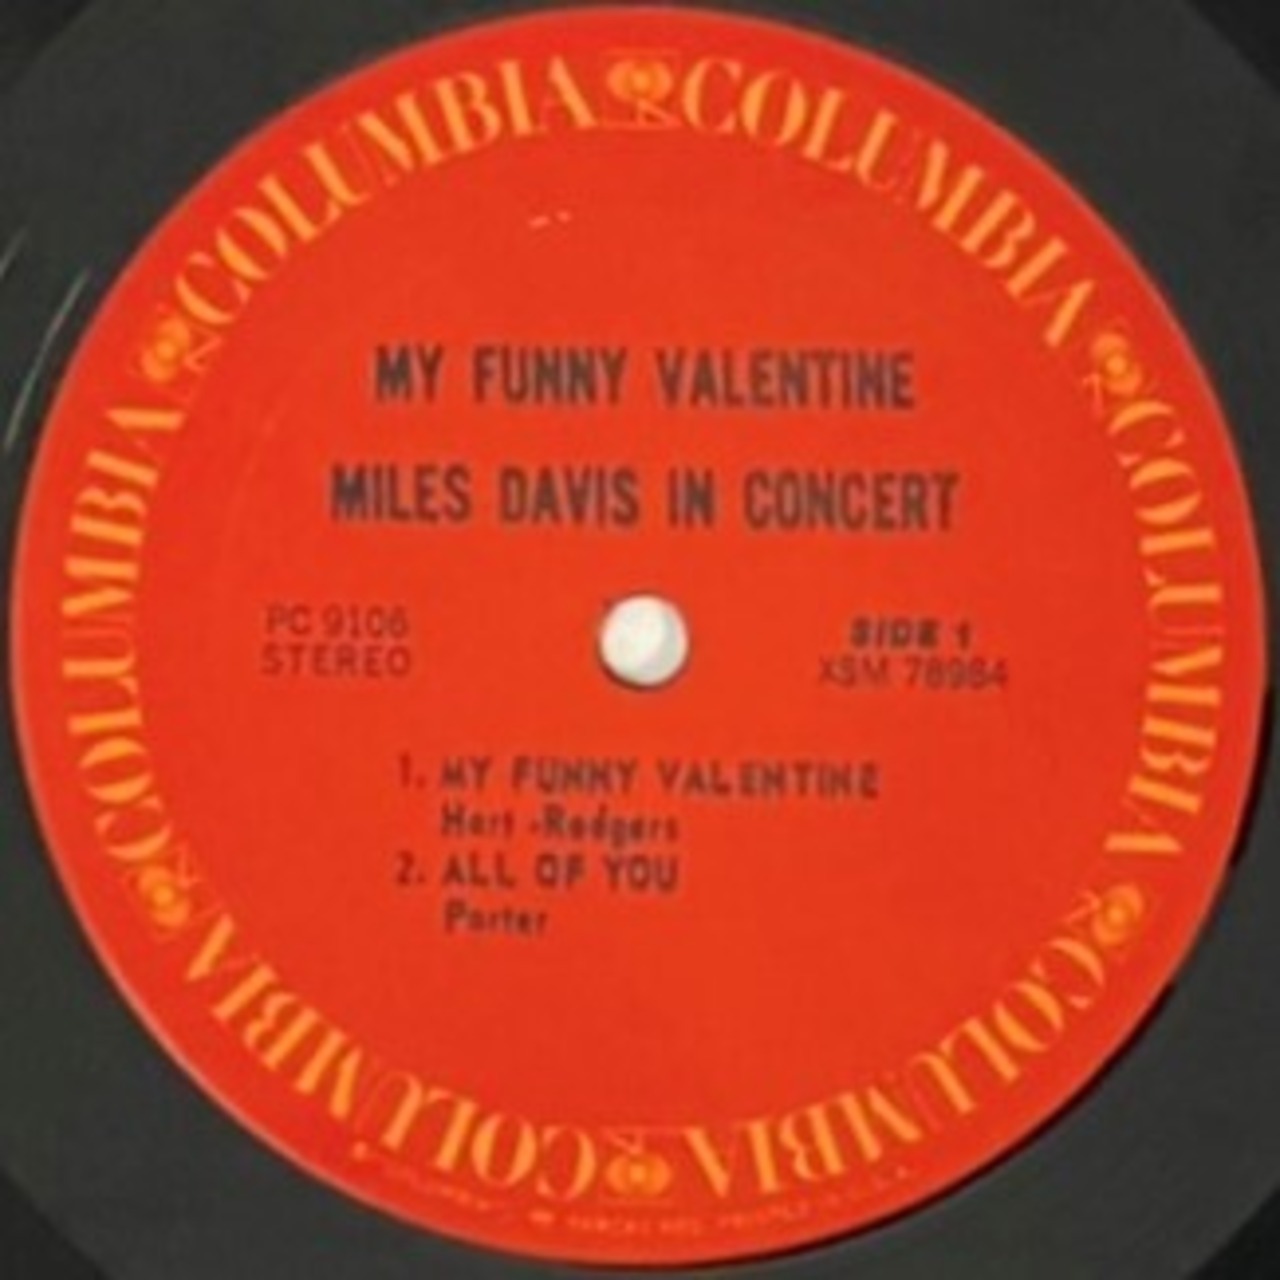 COLUMBIA COLUMBIA COLUMBIA COLUMBIA COLUMBIA COLUMBIA
MY FUNNY VALENTINE
MILES DAVIS IN CONCERT
PC 9106
STEREO
SIDE 1
XSM 78984
1. MY FUNNY VALENTINE
Hart -Rodgers
2. ALL OF YOU
Porter